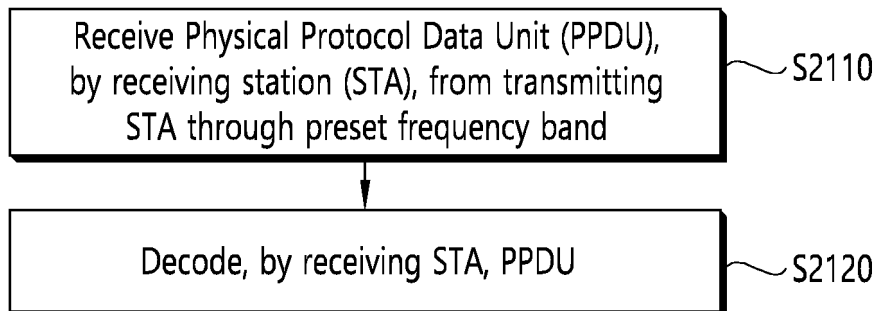 Receive Physical Protocol Data Unit (PPDU),
by receiving station (STA), from transmitting
STA through preset frequency band
S2110
Decode, by receiving STA, PPDU
S2120